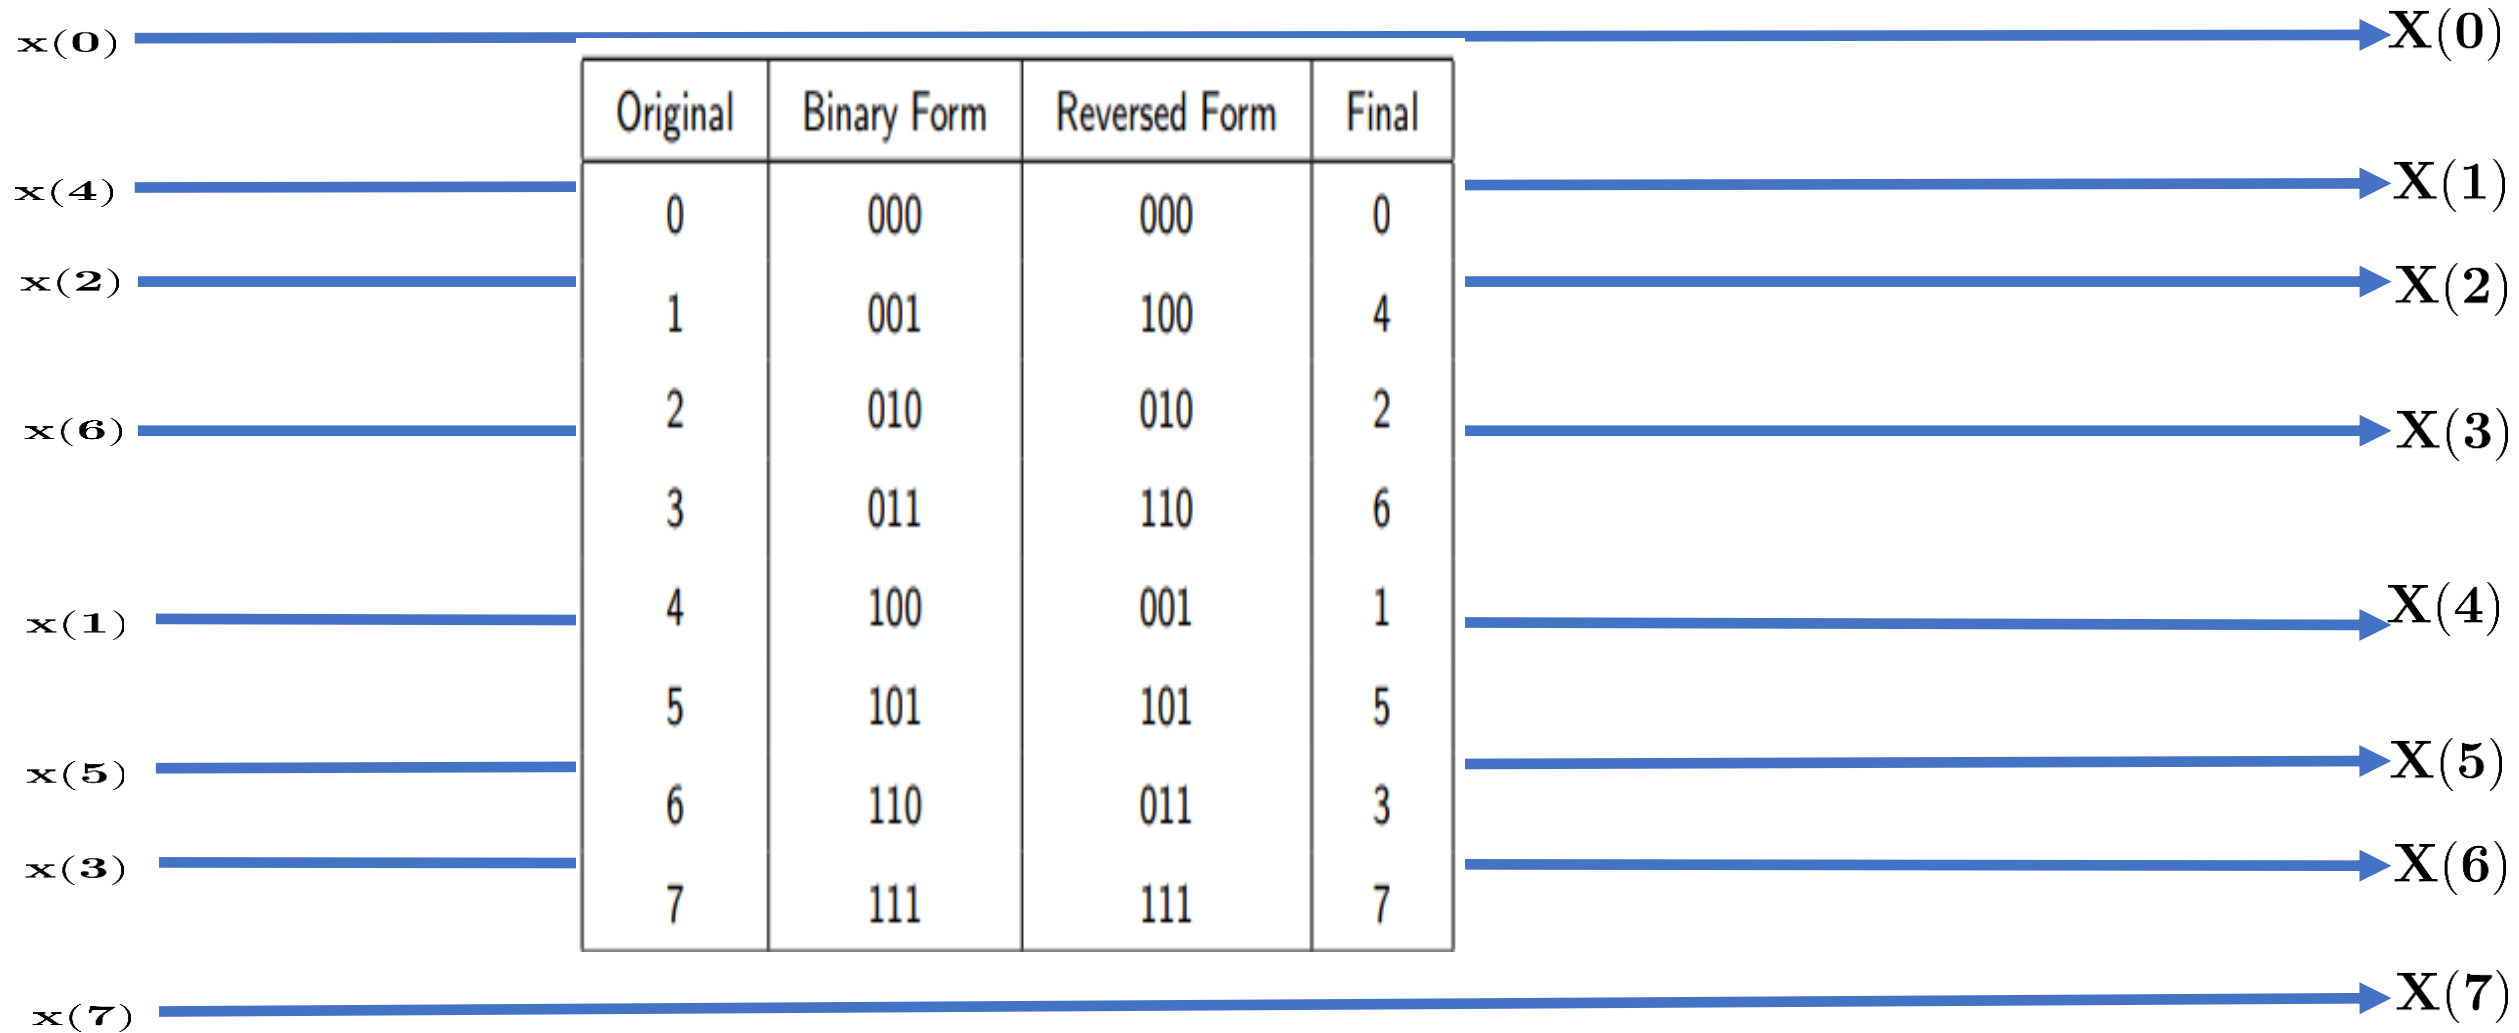 x(0) X(0)
Original Binary Form Reversed Form Final
x(4) X(1)
0 000 000 0
x(2) X(2)
1 001 100 4
2 010 010 2
x(6) X(3)
3 011 110 6
4 100 001 1
x(1) X(4)
5 101 101 5
x(5) X(5)
6 110 011 3
x(3) X(6)
7 111 111 7
x(7) X(7)